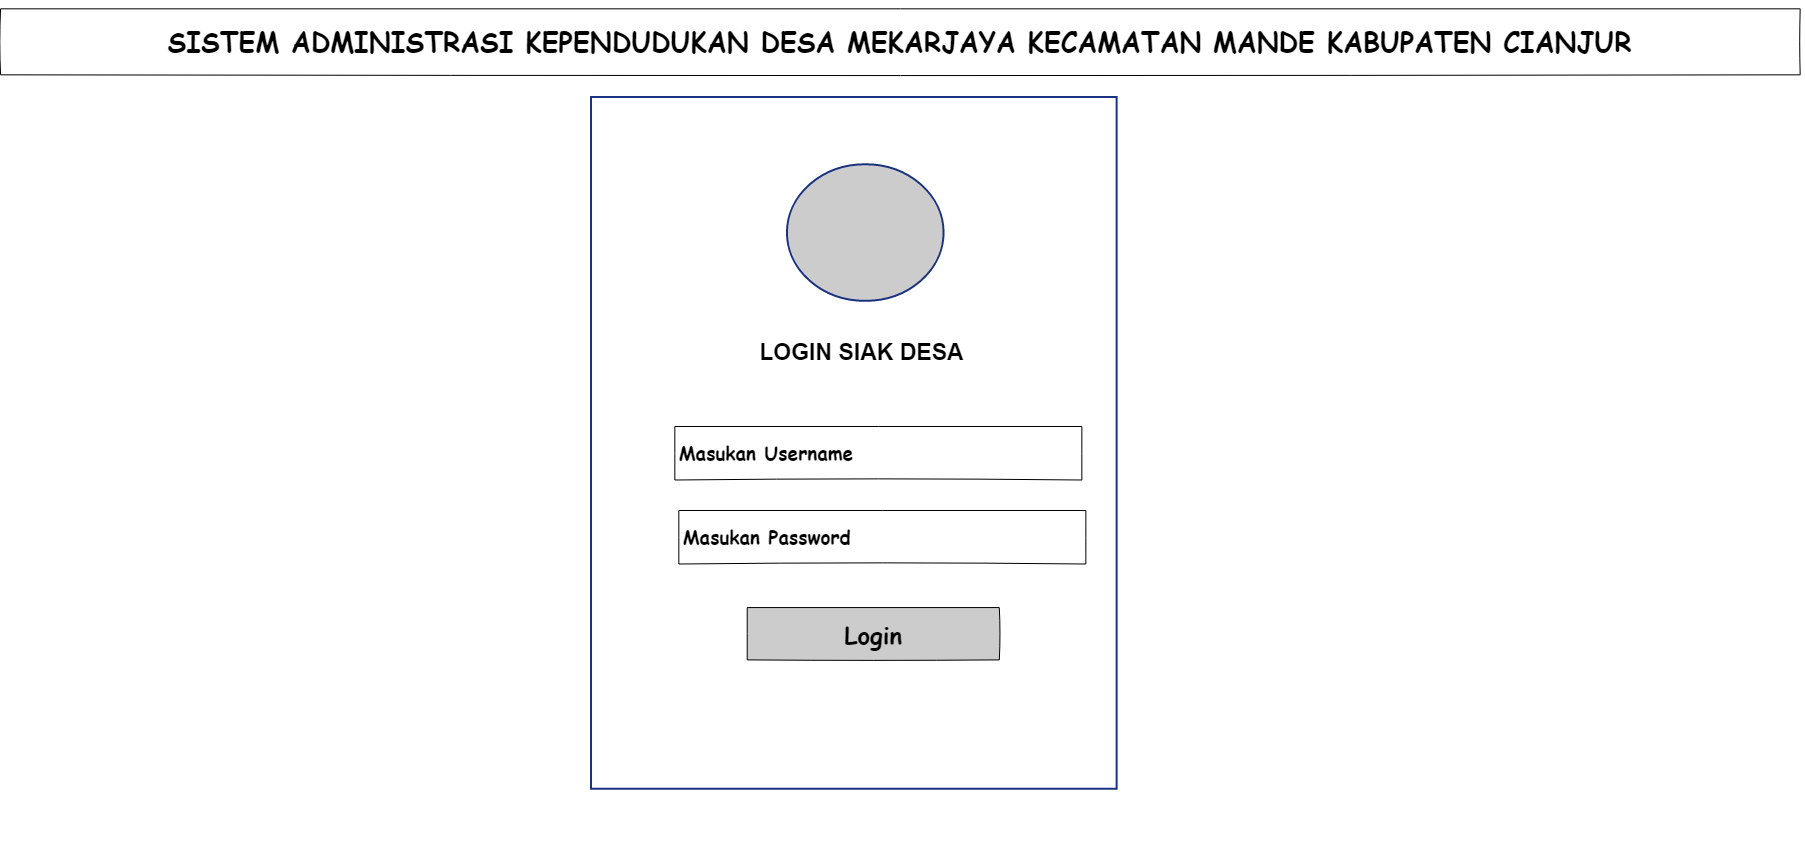 SISTEM ADMINISTRASI KEPENDUDUKAN DESA MEKARJAYA KECAMATAN MANDE KABUPATEN CIANJUR
LOGIN SIAK DESA
Masukan Username
Masukan Password
Login